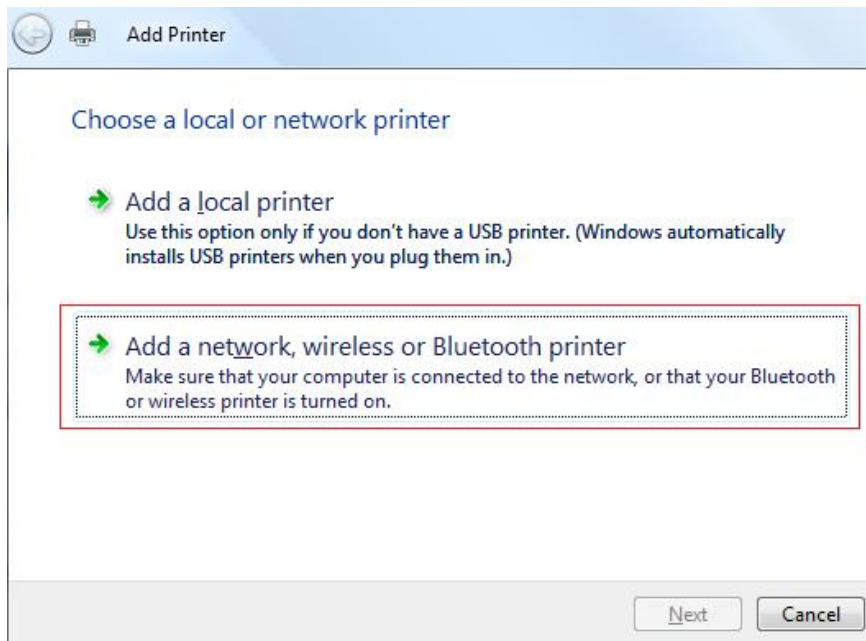 Add Printer
Choose a local or network printer
Add a local printer
Use this option only if you don't have a USB printer. (Windows automatically
installs USB printers when you plug them in.)
Add a network, wireless or Bluetooth printer
Make sure that your computer is connected to the network, or that your Bluetooth
or wireless printer is turned on.
Next
Cancel